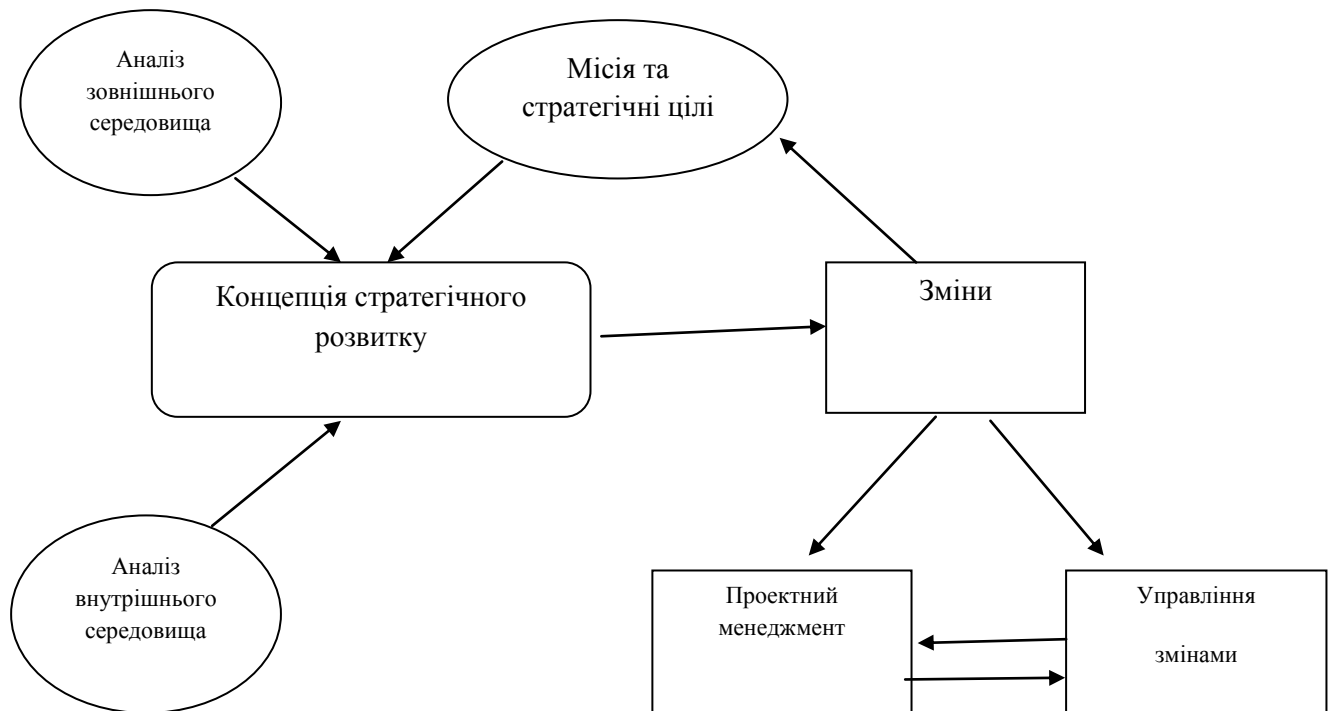 Аналіз
зовнішнього
середовища
Місія та
стратегічні цілі
Концепція стратегічного
розвитку
Зміни
Аналіз
внутрішнього
середовища
Проектний
менеджмент
Управління
змінами